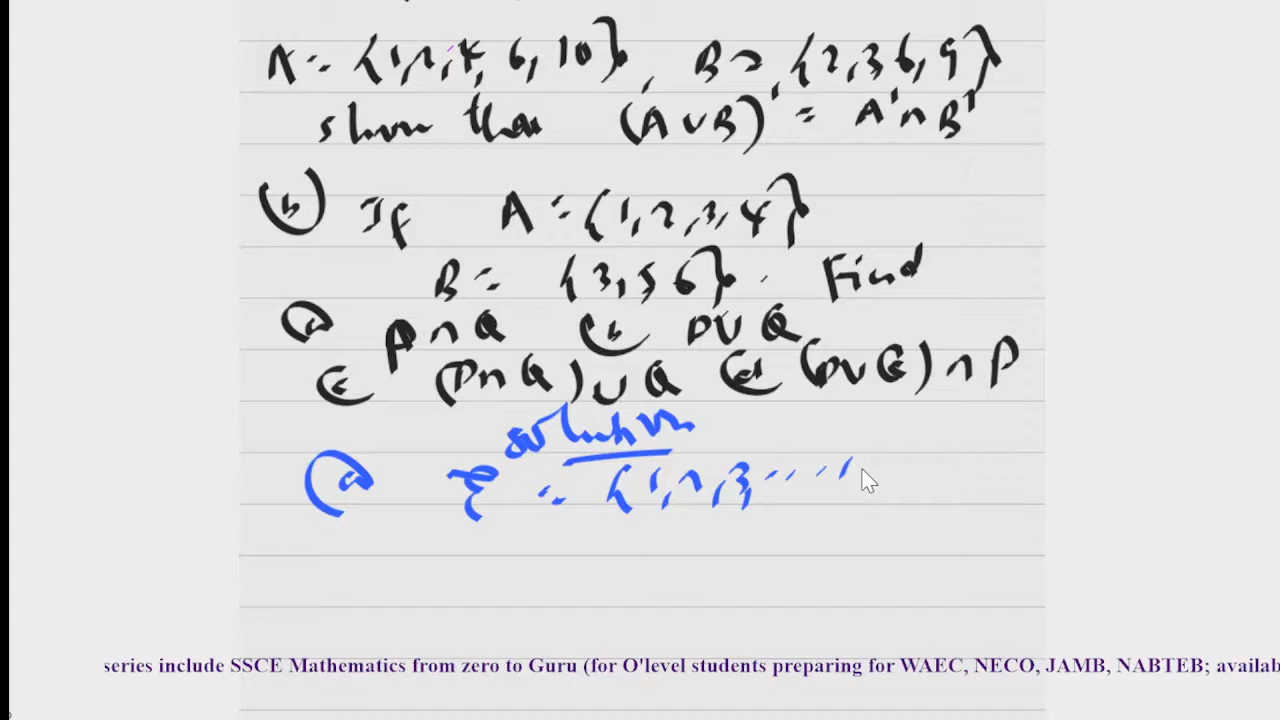 A = {1, 2, 4, 6, 10}, B = {2, 3 6, 9}
show that (A ∪ B)' = A' ∩ B'
(b) If A = {1, 2, 3, 4}
B = {3, 5 6}. Find
(a) P ∩ Q (b) P ∪ Q
(c) (P ∩ Q) ∪ Q (d) (P ∪ Q) ∩ P
solution
(a) ξ = {1, 2, 3, ....
series include SSCE Mathematics from zero to Guru (for O'level students preparing for WAEC, NECO, JAMB, NABTEB; availab